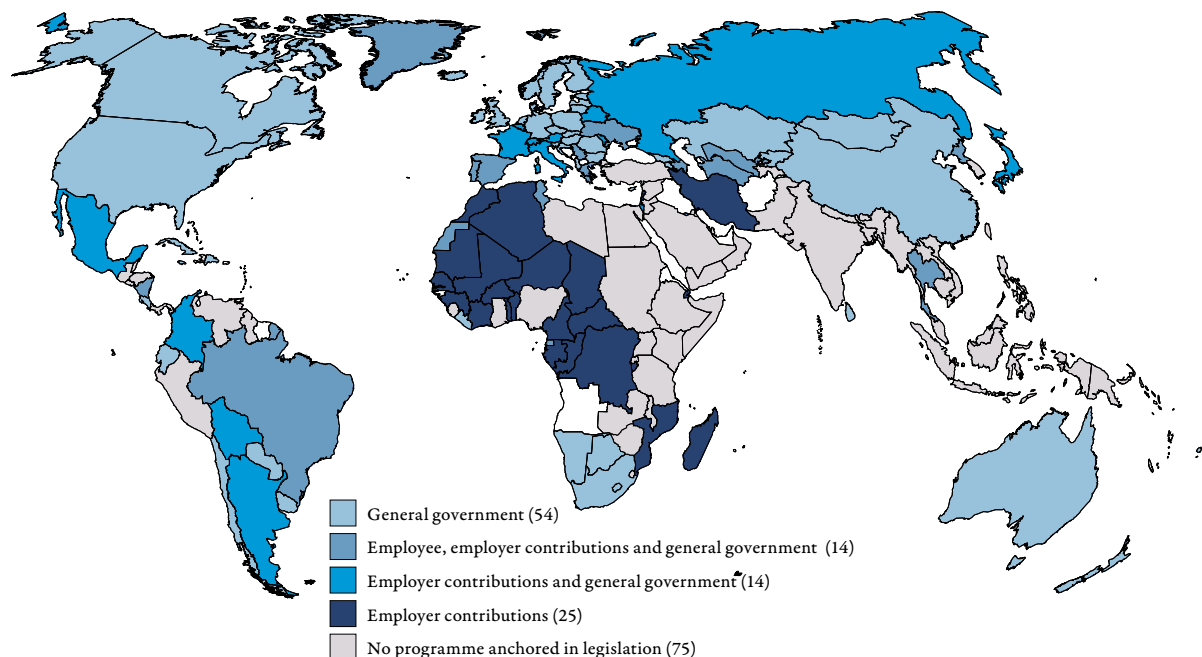 General government (54)
Employee, employer contributions and general government (14)
Employer contributions and general government (14)
Employer contributions (25)
No programme anchored in legislation (75)